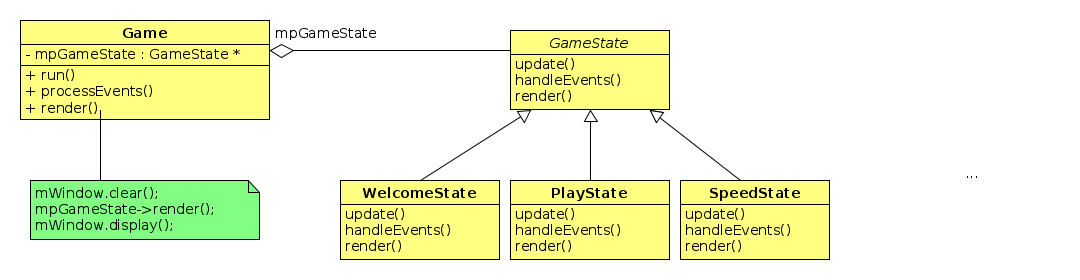 Game
- mpGameState : GameState *
+ run()
+ processEvents()
+ render()
mpGameState
GameState
update()
handleEvents()
render()
mWindow.clear();
mpGameState->render();
mWindow.display();
WelcomeState
update()
handleEvents()
render()
PlayState
update()
handleEvents()
render()
SpeedState
update()
handleEvents()
render()
...